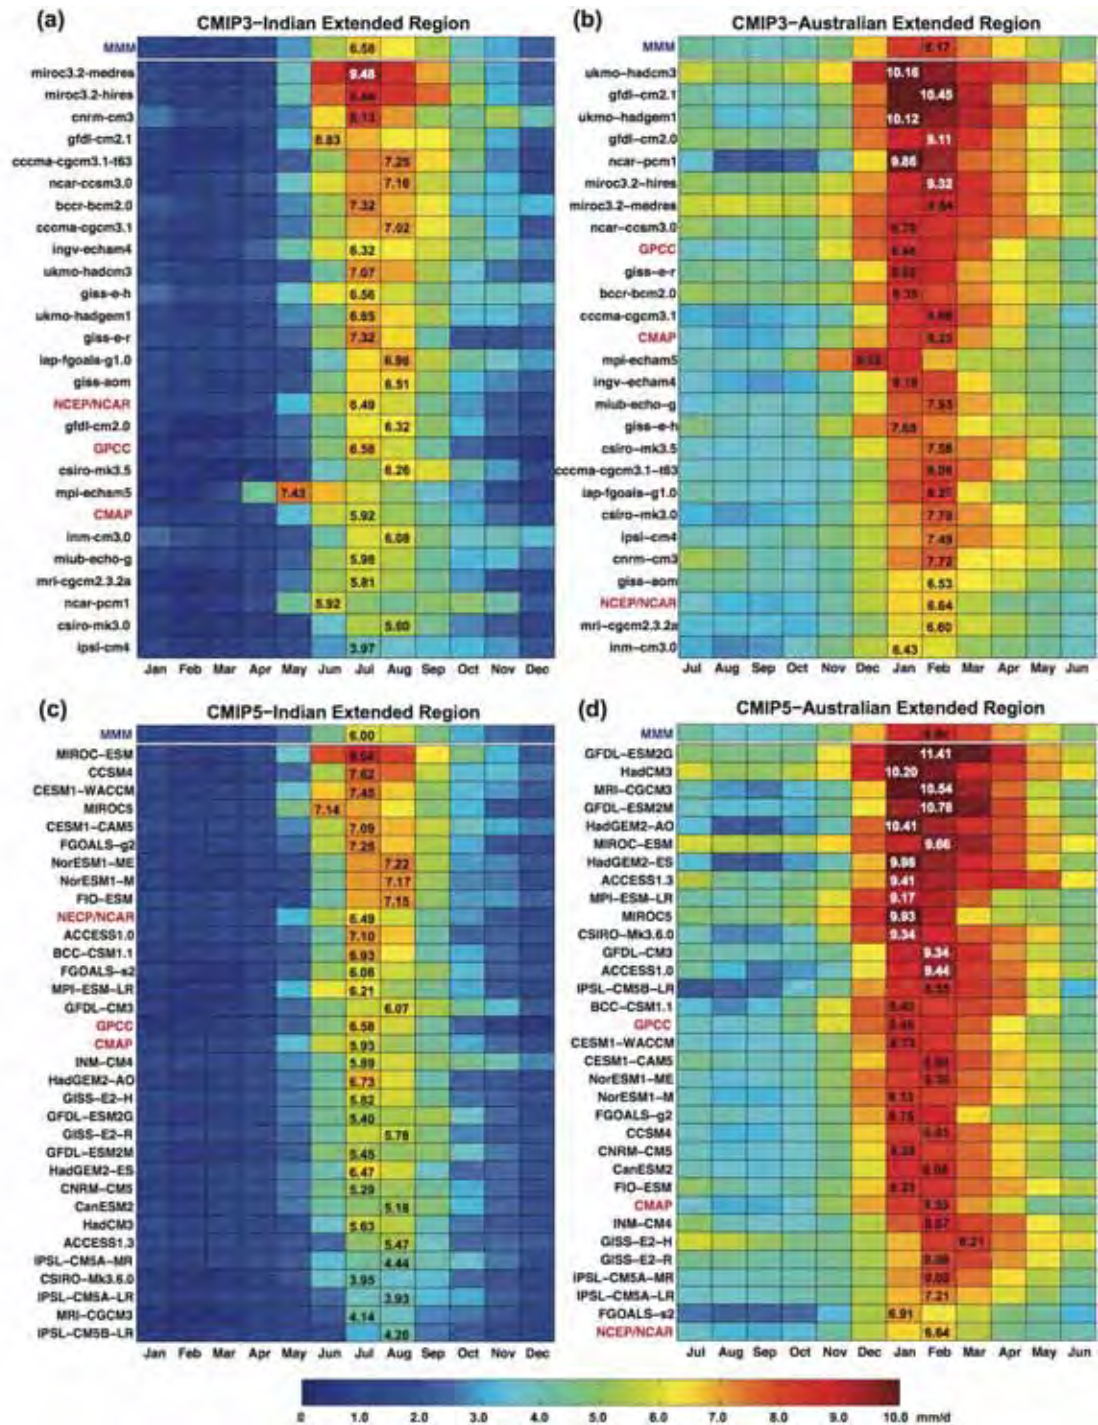 (a) CMIP3-Indian Extended Region
MMM 6.58
miroc3.2-medres 9.48
miroc3.2-hires
cnrm-cm3 8.13
gfdl-cm2.1 6.83
cccma-cgcm3.1-t63 7.25
ncar-ccsm3.0 7.16
bccr-bcm2.0 7.32
cccma-cgcm3.1 7.02
ingv-echam4 6.32
ukmo-hadcm3 7.07
giss-e-h 6.56
ukmo-hadgem1 6.65
giss-e-r 7.32
iap-fgoals-g1.0 6.96
giss-aom 6.51
NCEP/NCAR 6.49
gfdl-cm2.0 6.32
GPCC 6.58
csiro-mk3.5 6.26
mpi-echam5 7.43
CMAP 5.92
inm-cm3.0 6.08
miub-echo-g 5.98
mri-cgcm2.3.2a 5.81
ncar-pcm1 5.92
csiro-mk3.0 5.60
ipsl-cm4 3.97
Jan Feb Mar Apr May Jun Jul Aug Sep Oct Nov Dec
(b) CMIP3-Australian Extended Region
MMM
ukmo-hadcm3 10.16
gfdl-cm2.1 10.45
ukmo-hadgem1 10.12
gfdl-cm2.0 9.11
ncar-pcm1 9.86
miroc3.2-hires 9.32
miroc3.2-medres
ncar-ccsm3.0
GPCC
giss-e-r
bccr-bcm2.0
cccma-cgcm3.1
CMAP
mpi-echam5
ingv-echam4
miub-echo-g 7.93
giss-e-h
csiro-mk3.5
cccma-cgcm3.1-t63
iap-fgoals-g1.0
csiro-mk3.0
ipsl-cm4 7.49
cnrm-cm3 7.72
giss-aom 6.53
NCEP/NCAR 6.64
mri-cgcm2.3.2a 6.60
inm-cm3.0 6.43
Jul Aug Sep Oct Nov Dec Jan Feb Mar Apr May Jun
(c) CMIP5-Indian Extended Region
MMM 6.00
MIROC-ESM
CCSM4 7.62
CESM1-WACCM 7.45
MIROC5 7.14
CESM1-CAM5 7.09
FGOALS-g2
NorESM1-ME 7.22
NorESM1-M 7.17
FIO-ESM 7.15
NECP/NCAR 6.49
ACCESS1.0 7.10
BCC-CSM1.1 6.93
FGOALS-s2
MPI-ESM-LR 6.21
GFDL-CM3 6.07
GPCC 6.58
CMAP 5.93
INM-CM4 5.89
HadGEM2-AO 6.73
GISS-E2-H 5.82
GFDL-ESM2G 5.40
GISS-E2-R 5.78
GFDL-ESM2M 5.45
HadGEM2-ES 6.47
CNRM-CM5 5.29
CanESM2
HadCM3 5.63
ACCESS1.3 5.47
IPSL-CM5A-MR 4.44
CSIRO-Mk3.6.0 3.95
IPSL-CM5A-LR 3.93
MRI-CGCM3 4.14
IPSL-CM5B-LR
Jan Feb Mar Apr May Jun Jul Aug Sep Oct Nov Dec
(d) CMIP5-Australian Extended Region
MMM
GFDL-ESM2G 11.41
HadCM3 10.20
MRI-CGCM3 10.54
GFDL-ESM2M 10.78
HadGEM2-AO 10.41
MIROC-ESM 9.66
HadGEM2-ES
ACCESS1.3 9.41
MPI-ESM-LR 9.17
MIROC5 9.93
CSIRO-Mk3.6.0 9.34
GFDL-CM3 9.34
ACCESS1.0 9.44
IPSL-CM5B-LR
BCC-CSM1.1
GPCC
CESM1-WACCM
CESM1-CAM5
NorESM1-ME
NorESM1-M
FGOALS-g2
CCSM4
CNRM-CM5
CanESM2
FIO-ESM
CMAP
INM-CM4
GISS-E2-H 8.21
GISS-E2-R
IPSL-CM5A-MR
IPSL-CM5A-LR 7.21
FGOALS-s2 6.91
NCEP/NCAR 6.64
Jul Aug Sep Oct Nov Dec Jan Feb Mar Apr May Jun
0 1.0 2.0 3.0 4.0 5.0 6.0 7.0 8.0 9.0 10.0 mm/d